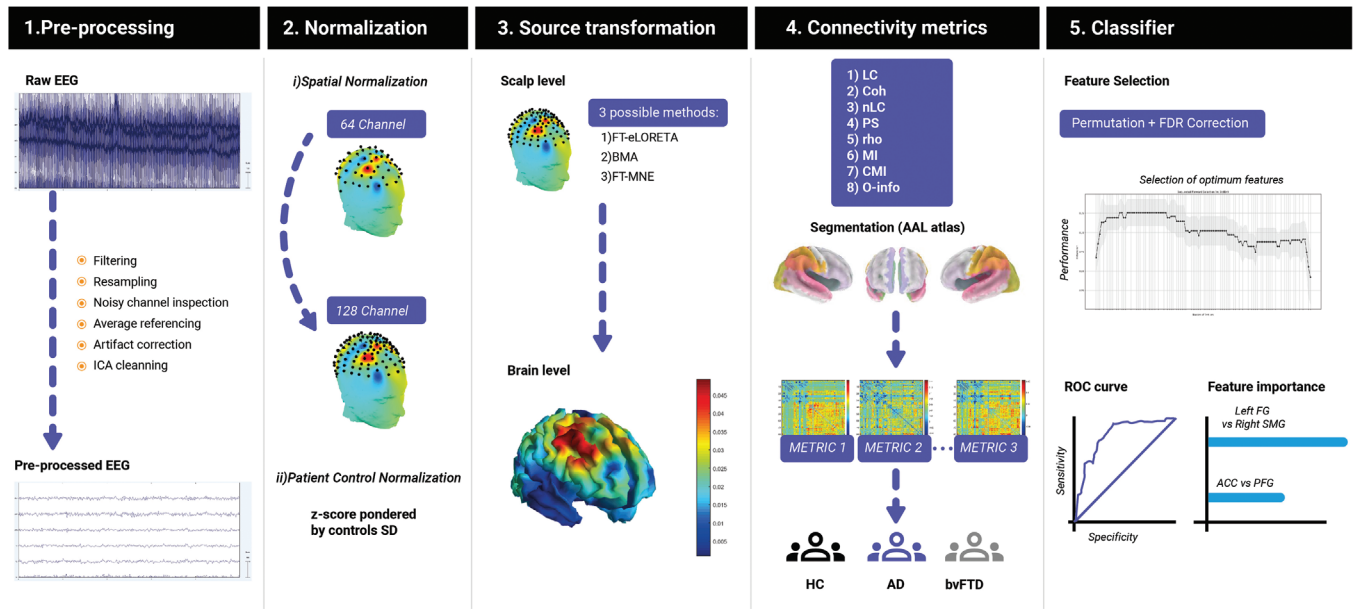 1.Pre-processing
Raw EEG
Filtering
Resampling
Noisy channel inspection
Average referencing
Artifact correction
ICA cleanning
Pre-processed EEG
2. Normalization
i)Spatial Normalization
64 Channel
128 Channel
ii)Patient Control Normalization
z-score pondered
by controls SD
3. Source transformation
Scalp level
3 possible methods:
1)FT-eLORETA
2)BMA
3)FT-MNE
Brain level
0.045
0.04
0.035
0.03
0.025
0.02
0.015
0.01
0.005
4. Connectivity metrics
1) LC
2) Coh
3) nLC
4) PS
5) rho
6) MI
7) CMI
8) O-info
Segmentation (AAL atlas)
METRIC 1
METRIC 2
METRIC 3
HC
AD
bvFTD
5. Classifier
Feature Selection
Permutation + FDR Correction
Selection of optimum features
Performance
ROC curve
Sensitivity
Specificity
Feature importance
Left FG
vs Right SMG
ACC vs PFG